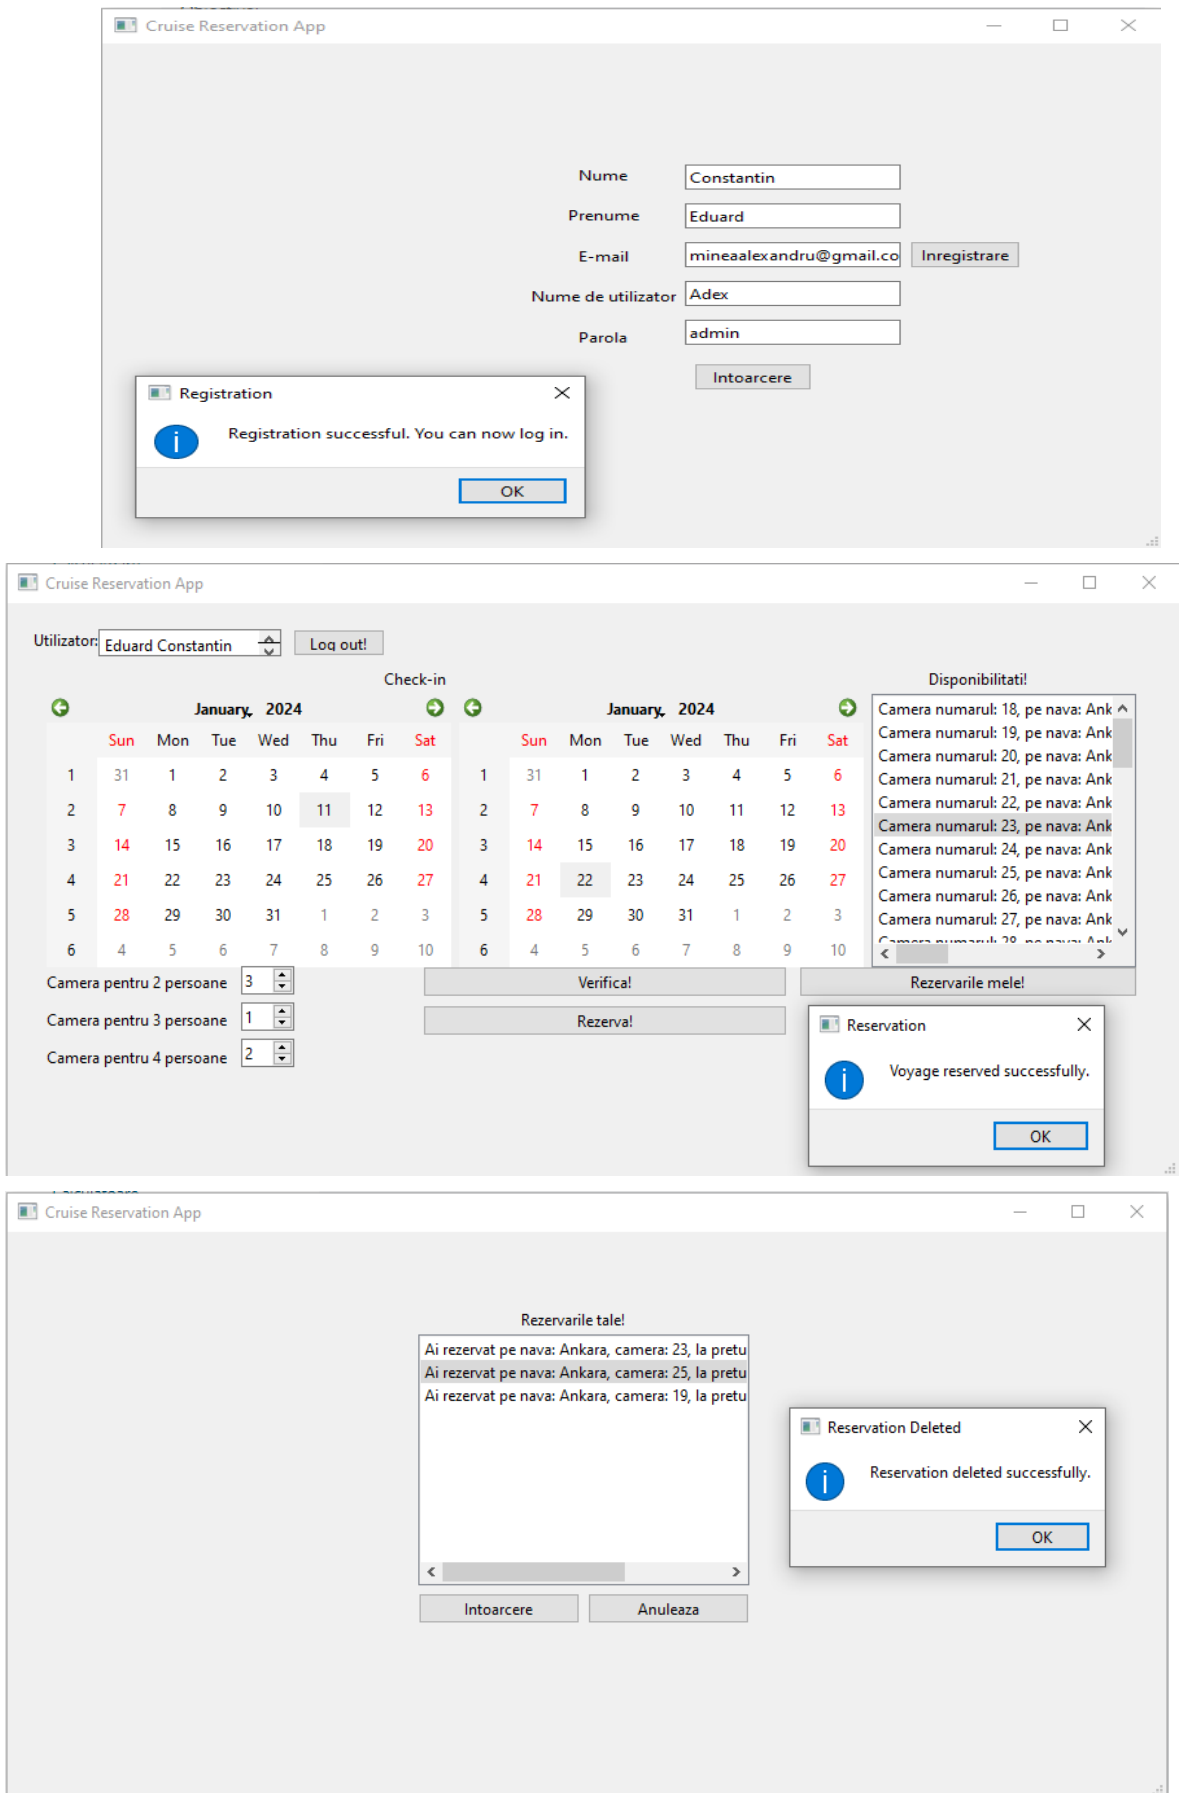 Cruise Reservation App
Nume Constantin
Prenume Eduard
E-mail mineaalexandru@gmail.co Inregistrare
Nume de utilizator Adex
Parola admin
Intoarcere
Registration
Registration successful. You can now log in.
OK
Cruise Reservation App
Utilizator: Eduard Constantin Log out!
Check-in Disponibilitati!
January, 2024 January, 2024
Sun Mon Tue Wed Thu Fri Sat Sun Mon Tue Wed Thu Fri Sat
1 31 1 2 3 4 5 6 1 31 1 2 3 4 5 6
2 7 8 9 10 11 12 13 2 7 8 9 10 11 12 13
3 14 15 16 17 18 19 20 3 14 15 16 17 18 19 20
4 21 22 23 24 25 26 27 4 21 22 23 24 25 26 27
5 28 29 30 31 1 2 3 5 28 29 30 31 1 2 3
6 4 5 6 7 8 9 10 6 4 5 6 7 8 9 10
Camera numarul: 18, pe nava: Ank
Camera numarul: 19, pe nava: Ank
Camera numarul: 20, pe nava: Ank
Camera numarul: 21, pe nava: Ank
Camera numarul: 22, pe nava: Ank
Camera numarul: 23, pe nava: Ank
Camera numarul: 24, pe nava: Ank
Camera numarul: 25, pe nava: Ank
Camera numarul: 26, pe nava: Ank
Camera numarul: 27, pe nava: Ank
Camera numarul: 28, pe nava: Ank
Camera pentru 2 persoane 3 Verifica! Rezervarile mele!
Camera pentru 3 persoane 1 Rezerva!
Camera pentru 4 persoane 2
Reservation
Voyage reserved successfully.
OK
Cruise Reservation App
Rezervarile tale!
Ai rezervat pe nava: Ankara, camera: 23, la pretu
Ai rezervat pe nava: Ankara, camera: 25, la pretu
Ai rezervat pe nava: Ankara, camera: 19, la pretu
Reservation Deleted
Reservation deleted successfully.
OK
Intoarcere Anuleaza